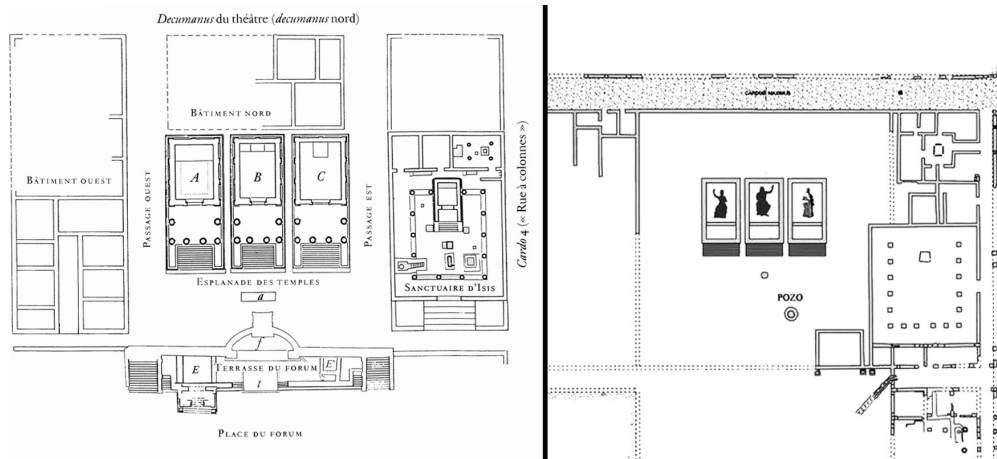 Decumanus du théâtre (decumanus nord)
BÂTIMENT NORD
BÂTIMENT OUEST
PASSAGE OUEST
A
B
C
PASSAGE EST
Cardo 4 (« Rue à colonnes »)
SANCTUAIRE D'ISIS
ESPLANADE DES TEMPLES
a
f
E
TERRASSE DU FORUM
E'
t
PLACE DU FORUM
CARDUS MAXIMUS
POZO